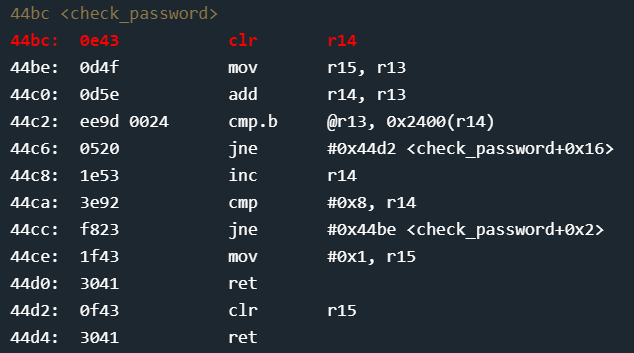 44bc <check_password>
44bc: 0e43 clr r14
44be: 0d4f mov r15, r13
44c0: 0d5e add r14, r13
44c2: ee9d 0024 cmp.b @r13, 0x2400(r14)
44c6: 0520 jne #0x44d2 <check_password+0x16>
44c8: 1e53 inc r14
44ca: 3e92 cmp #0x8, r14
44cc: f823 jne #0x44be <check_password+0x2>
44ce: 1f43 mov #0x1, r15
44d0: 3041 ret
44d2: 0f43 clr r15
44d4: 3041 ret